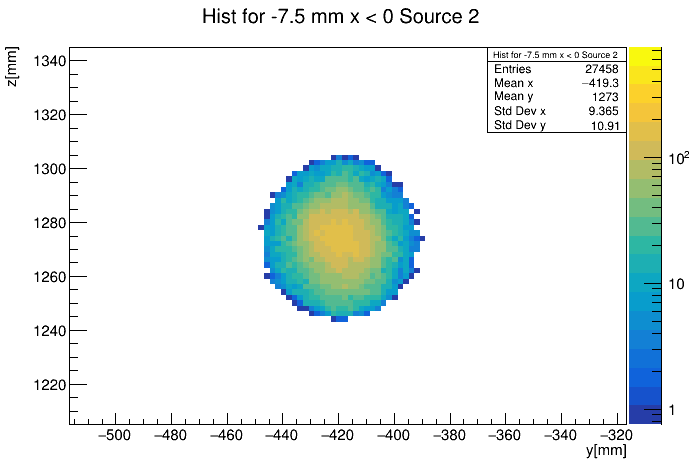 Hist for -7.5 mm x < 0 Source 2
z[mm]
1340
1320
1300
1280
1260
1240
1220
Hist for -7.5 mm x < 0 Source 2
Entries 27458
Mean x −419.3
Mean y 1273
Std Dev x 9.365
Std Dev y 10.91
10²
10
1
−500 −480 −460 −440 −420 −400 −380 −360 −340 −320
y[mm]